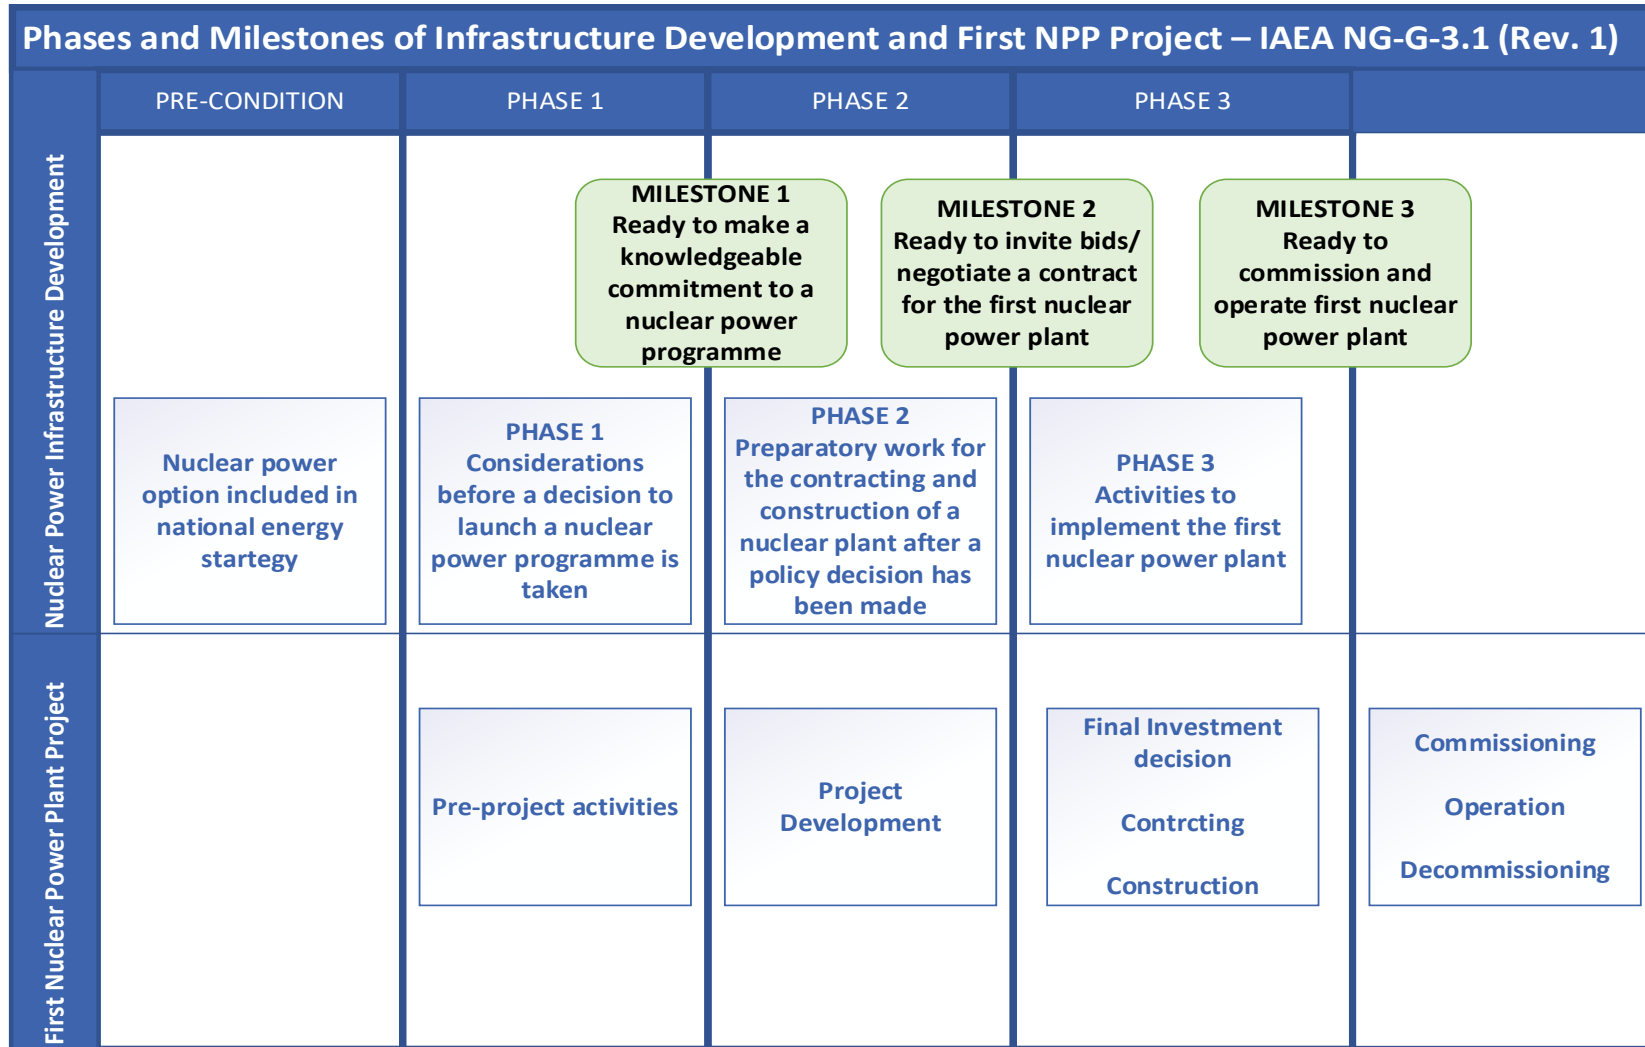 Phases and Milestones of Infrastructure Development and First NPP Project – IAEA NG-G-3.1 (Rev. 1)
PRE-CONDITION
PHASE 1
PHASE 2
PHASE 3
Nuclear Power Infrastructure Development
MILESTONE 1
Ready to make a
knowledgeable
commitment to a
nuclear power
programme
MILESTONE 2
Ready to invite bids/
negotiate a contract
for the first nuclear
power plant
MILESTONE 3
Ready to
commission and
operate first nuclear
power plant
Nuclear power
option included in
national energy
startegy
PHASE 1
Considerations
before a decision to
launch a nuclear
power programme is
taken
PHASE 2
Preparatory work for
the contracting and
construction of a
nuclear plant after a
policy decision has
been made
PHASE 3
Activities to
implement the first
nuclear power plant
First Nuclear Power Plant Project
Pre-project activities
Project
Development
Final Investment
decision
Contrcting
Construction
Commissioning
Operation
Decommissioning